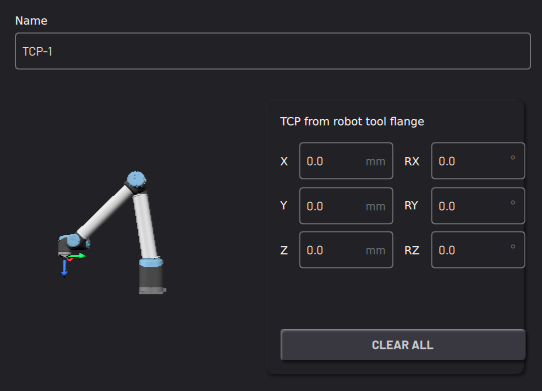 Name
TCP-1
TCP from robot tool flange
X 0.0 mm RX 0.0 °
Y 0.0 mm RY 0.0 °
Z 0.0 mm RZ 0.0 °
CLEAR ALL